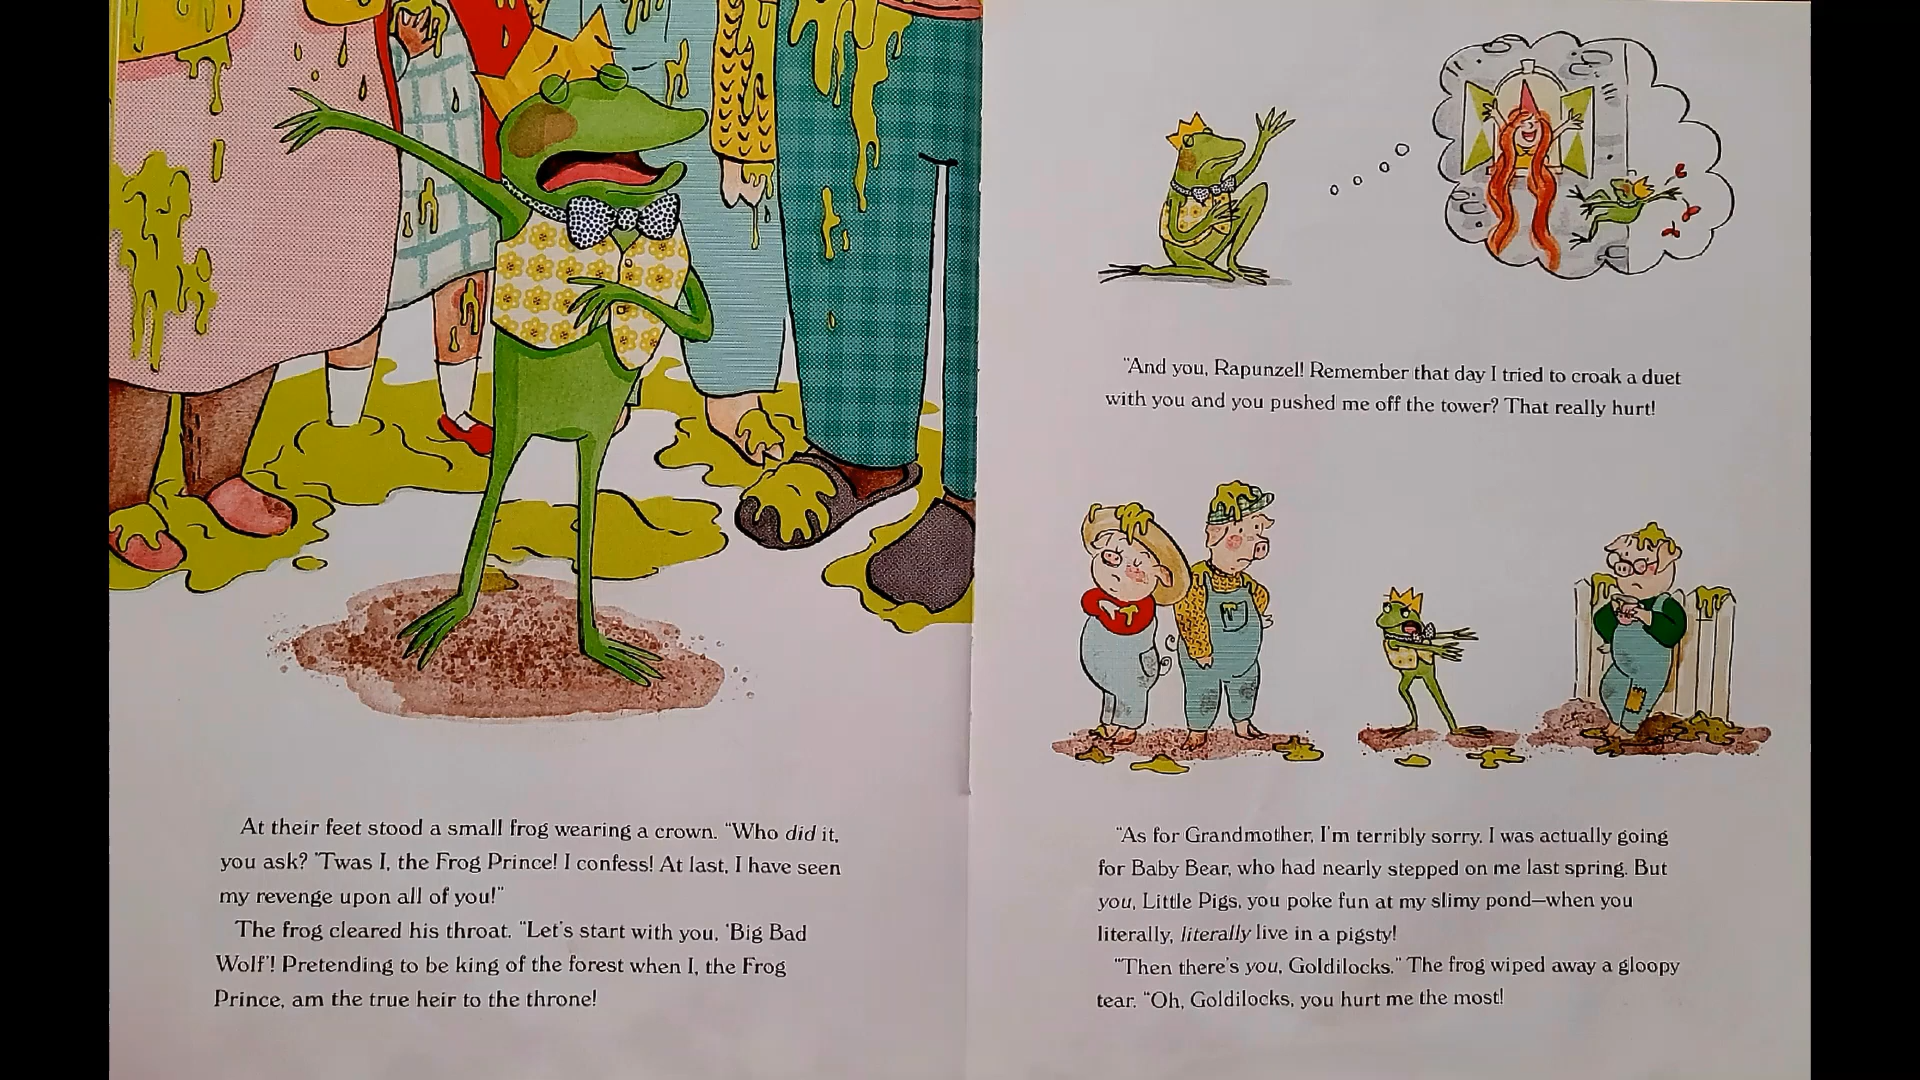 At their feet stood a small frog wearing a crown. “Who did it,
you ask? ’Twas I, the Frog Prince! I confess! At last, I have seen
my revenge upon all of you!”
The frog cleared his throat. “Let’s start with you, ‘Big Bad
Wolf’! Pretending to be king of the forest when I, the Frog
Prince, am the true heir to the throne!
“And you, Rapunzel! Remember that day I tried to croak a duet
with you and you pushed me off the tower? That really hurt!
“As for Grandmother, I’m terribly sorry. I was actually going
for Baby Bear, who had nearly stepped on me last spring. But
you, Little Pigs, you poke fun at my slimy pond—when you
literally, literally live in a pigsty!
“Then there’s you, Goldilocks.” The frog wiped away a gloopy
tear. “Oh, Goldilocks, you hurt me the most!